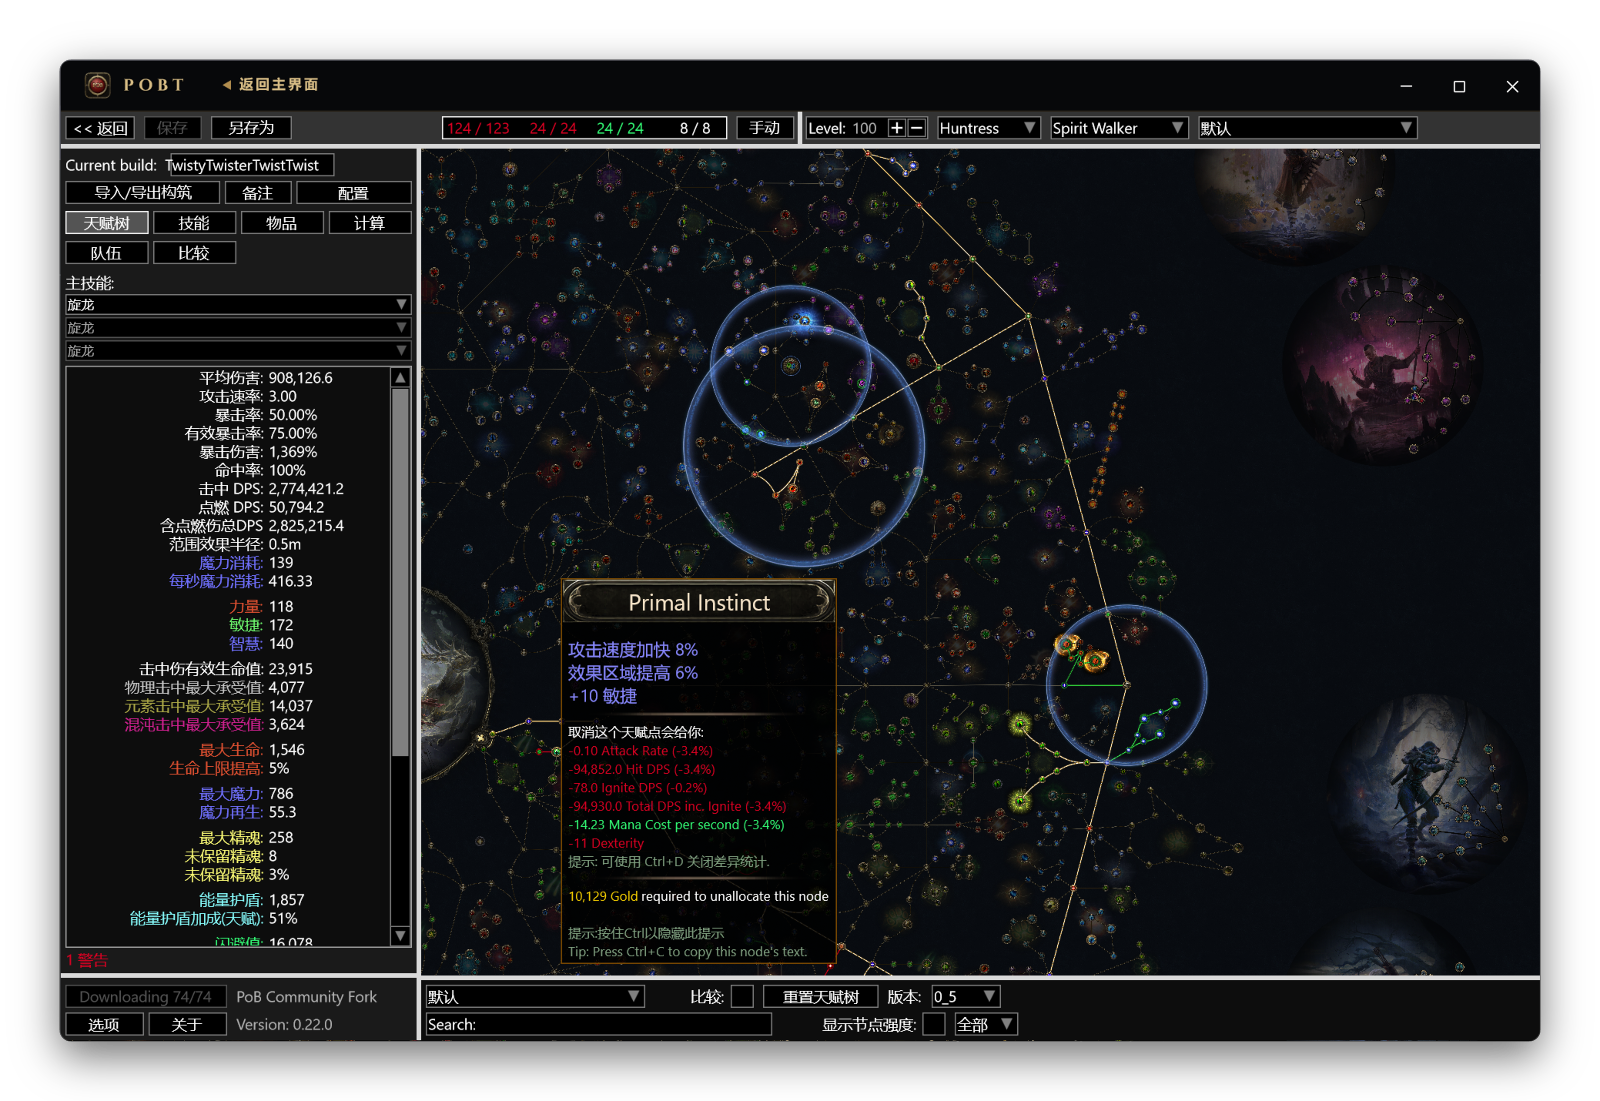 POBT
◀ 返回主界面
<< 返回
保存
另存为
124 / 123
24 / 24
24 / 24
8 / 8
手动
Level: 100
Huntress
Spirit Walker
默认
Current build: TwistyTwisterTwistTwist
导入/导出构筑
备注
配置
天赋树
技能
物品
计算
队伍
比较
主技能:
旋龙
旋龙
旋龙
平均伤害: 908,126.6
攻击速率: 3.00
暴击率: 50.00%
有效暴击率: 75.00%
暴击伤害: 1,369%
命中率: 100%
击中 DPS: 2,774,421.2
点燃 DPS: 50,794.2
含点燃伤总DPS 2,825,215.4
范围效果半径: 0.5m
魔力消耗: 139
每秒魔力消耗: 416.33
力量: 118
敏捷: 172
智慧: 140
击中伤有效生命值: 23,915
物理击中最大承受值: 4,077
元素击中最大承受值: 14,037
混沌击中最大承受值: 3,624
最大生命: 1,546
生命上限提高: 5%
最大魔力: 786
魔力再生: 55.3
最大精魂: 258
未保留精魂: 8
未保留精魂: 3%
能量护盾: 1,857
能量护盾加成(天赋): 51%
闪避值: 16,078
1 警告
Primal Instinct
攻击速度加快 8%
效果区域提高 6%
+10 敏捷
取消这个天赋点会给你:
-0.10 Attack Rate (-3.4%)
-94,852.0 Hit DPS (-3.4%)
-78.0 Ignite DPS (-0.2%)
-94,930.0 Total DPS inc. Ignite (-3.4%)
-14.23 Mana Cost per second (-3.4%)
-11 Dexterity
提示: 可使用 Ctrl+D 关闭差异统计.
10,129 Gold required to unallocate this node
提示:按住Ctrl以隐藏此提示
Tip: Press Ctrl+C to copy this node's text.
Downloading 74/74
PoB Community Fork
选项
关于
Version: 0.22.0
默认
比较:
重置天赋树
版本:
0_5
Search:
显示节点强度:
全部